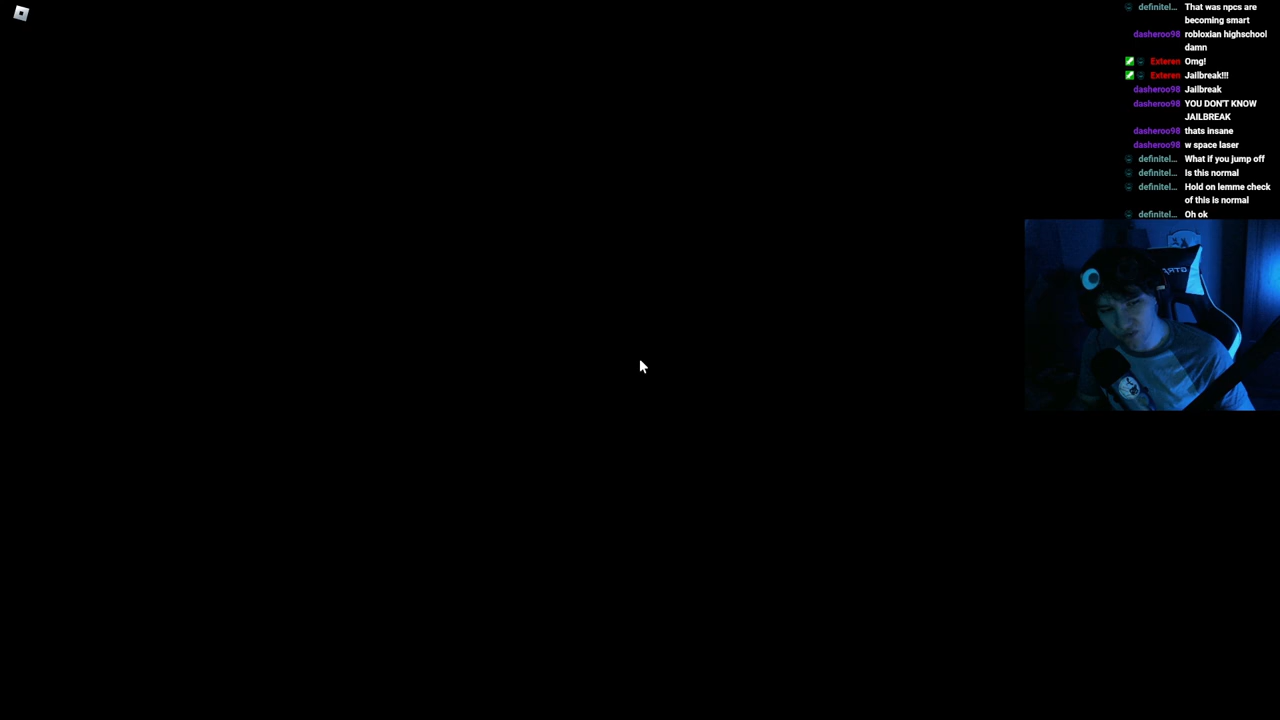 definitel... That was npcs are
becoming smart
dasheroo98 robloxian highschool
damn
Exteren Omg!
Exteren Jailbreak!!!
dasheroo98 Jailbreak
dasheroo98 YOU DON'T KNOW
JAILBREAK
dasheroo98 thats insane
dasheroo98 w space laser
definitel... What if you jump off
definitel... Is this normal
definitel... Hold on lemme check
of this is normal
definitel... Oh ok